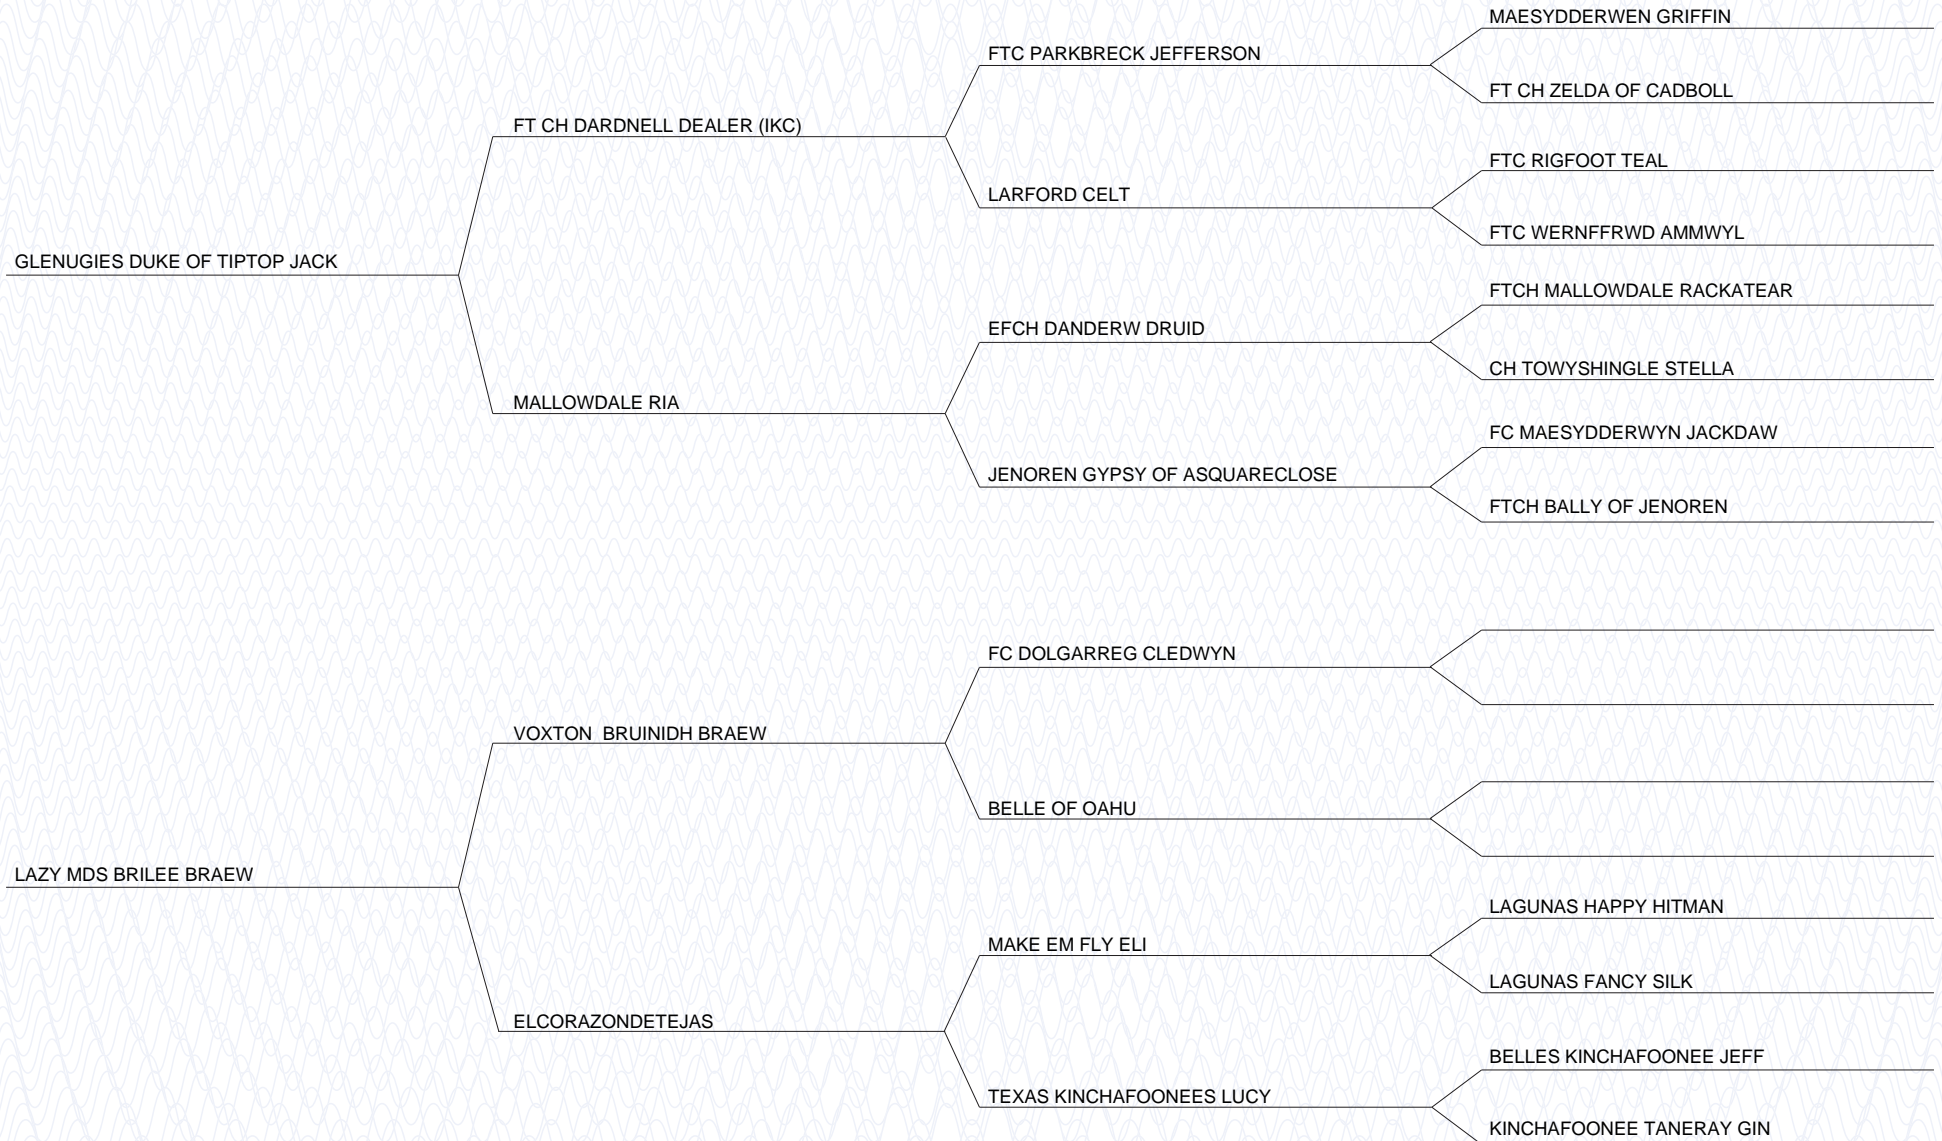 MAESYDDERWEN GRIFFIN
FTC PARKBRECK JEFFERSON
FT CH ZELDA OF CADBOLL
FT CH DARDNELL DEALER (IKC)
FTC RIGFOOT TEAL
LARFORD CELT
FTC WERNFFRWD AMMWYL
GLENUGIES DUKE OF TIPTOP JACK
FTCH MALLOWDALE RACKATEAR
EFCH DANDERW DRUID
CH TOWYSHINGLE STELLA
MALLOWDALE RIA
FC MAESYDDERWYN JACKDAW
JENOREN GYPSY OF ASQUARECLOSE
FTCH BALLY OF JENOREN
FC DOLGARREG CLEDWYN
VOXTON  BRUINIDH BRAEW
BELLE OF OAHU
LAZY MDS BRILEE BRAEW
LAGUNAS HAPPY HITMAN
MAKE EM FLY ELI
LAGUNAS FANCY SILK
ELCORAZONDETEJAS
BELLES KINCHAFOONEE JEFF
TEXAS KINCHAFOONEES LUCY
KINCHAFOONEE TANERAY GIN